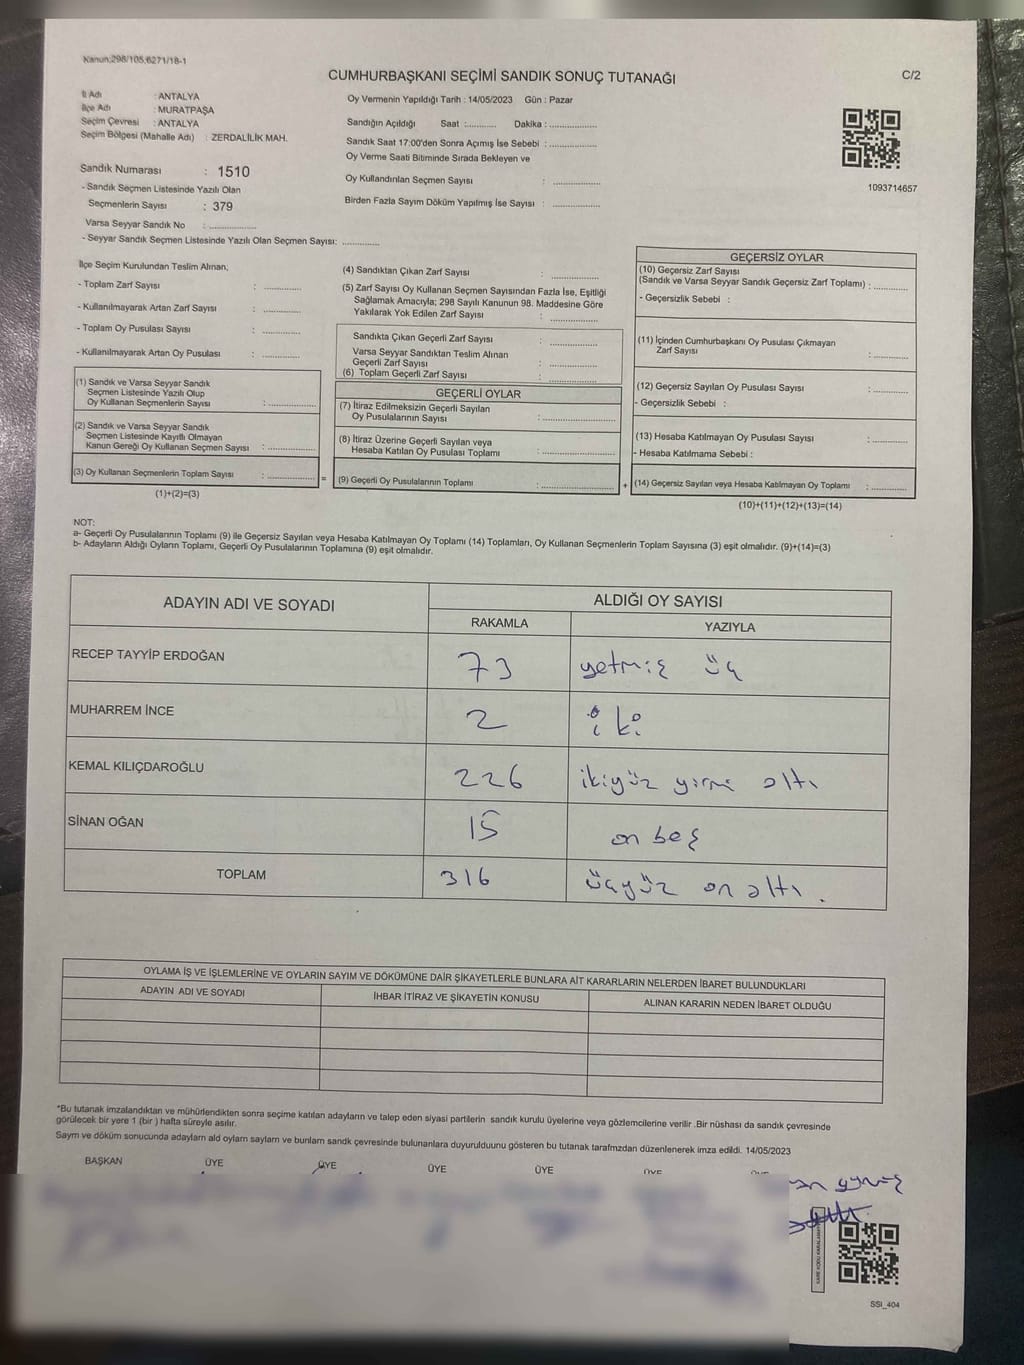 Kanun:298/105;6271/18-1
CUMHURBAŞKANI SEÇİMİ SANDIK SONUÇ TUTANAĞI
C/2
İl Adı : ANTALYA
İlçe Adı : MURATPAŞA
Seçim Çevresi : ANTALYA
Seçim Bölgesi (Mahalle Adı) : ZERDALİLİK MAH.
Sandık Numarası : 1510
- Sandık Seçmen Listesinde Yazılı Olan
Seçmenlerin Sayısı : 379
Varsa Seyyar Sandık No : ..............
- Seyyar Sandık Seçmen Listesinde Yazılı Olan Seçmen Sayısı: ............
Oy Vermenin Yapıldığı Tarih : 14/05/2023 Gün : Pazar
Sandığın Açıldığı Saat :.......... Dakika : ..............
Sandık Saat 17:00'den Sonra Açımış İse Sebebi : ..............
Oy Verme Saati Bitiminde Sırada Bekleyen ve
Oy Kullandırılan Seçmen Sayısı : ..............
Birden Fazla Sayım Döküm Yapılmış İse Sayısı : ..............
1093714657
İlçe Seçim Kurulundan Teslim Alınan;
- Toplam Zarf Sayısı : ............
- Kullanılmayarak Artan Zarf Sayısı : ............
- Toplam Oy Pusulası Sayısı : ............
- Kullanılmayarak Artan Oy Pusulası : ............
(1) Sandık ve Varsa Seyyar Sandık
Seçmen Listesinde Yazılı Olup
Oy Kullanan Seçmenlerin Sayısı : ..............
(2) Sandık ve Varsa Seyyar Sandık
Seçmen Listesinde Kayıtlı Olmayan
Kanun Gereği Oy Kullanan Seçmen Sayısı : ..............
(3) Oy Kullanan Seçmenlerin Toplam Sayısı : ..............
(1)+(2)=(3)
=
(4) Sandıktan Çıkan Zarf Sayısı : ..............
(5) Zarf Sayısı Oy Kullanan Seçmen Sayısından Fazla İse, Eşitliği
Sağlamak Amacıyla; 298 Sayılı Kanunun 98. Maddesine Göre
Yakılarak Yok Edilen Zarf Sayısı : ..............
Sandıkta Çıkan Geçerli Zarf Sayısı : ..............
Varsa Seyyar Sandıktan Teslim Alınan
Geçerli Zarf Sayısı : ..............
(6) Toplam Geçerli Zarf Sayısı : ..............
GEÇERLİ OYLAR
(7) İtiraz Edilmeksizin Geçerli Sayılan
Oy Pusulalarının Sayısı : ..............
(8) İtiraz Üzerine Geçerli Sayılan veya
Hesaba Katılan Oy Pusulası Toplamı : ..............
(9) Geçerli Oy Pusulalarının Toplamı : ..............
+
GEÇERSİZ OYLAR
(10) Geçersiz Zarf Sayısı
(Sandık ve Varsa Seyyar Sandık Geçersiz Zarf Toplamı) : ..........
- Geçersizlik Sebebi :
(11) İçinden Cumhurbaşkanı Oy Pusulası Çıkmayan
Zarf Sayısı : ..........
(12) Geçersiz Sayılan Oy Pusulası Sayısı : ..........
- Geçersizlik Sebebi :
(13) Hesaba Katılmayan Oy Pusulası Sayısı : ..........
- Hesaba Katılmama Sebebi :
(14) Geçersiz Sayılan veya Hesaba Katılmayan Oy Toplamı : ..........
(10)+(11)+(12)+(13)=(14)
NOT:
a- Geçerli Oy Pusulalarının Toplamı (9) ile Geçersiz Sayılan veya Hesaba Katılmayan Oy Toplamı (14) Toplamları, Oy Kullanan Seçmenlerin Toplam Sayısına (3) eşit olmalıdır. (9)+(14)=(3)
b- Adayların Aldığı Oyların Toplamı, Geçerli Oy Pusulalarının Toplamına (9) eşit olmalıdır.
ADAYIN ADI VE SOYADI
ALDIĞI OY SAYISI
RAKAMLA YAZIYLA
RECEP TAYYİP ERDOĞAN 73 yetmiş üç
MUHARREM İNCE 2 iki
KEMAL KILIÇDAROĞLU 226 ikiyüz yirmi altı
SİNAN OĞAN 15 on beş
TOPLAM 316 üçyüz on altı.
OYLAMA İŞ VE İŞLEMLERİNE VE OYLARIN SAYIM VE DÖKÜMÜNE DAİR ŞİKAYETLERLE BUNLARA AİT KARARLARIN NELERDEN İBARET BULUNDUKLARI
ADAYIN ADI VE SOYADI İHBAR İTİRAZ VE ŞİKAYETİN KONUSU ALINAN KARARIN NEDEN İBARET OLDUĞU
*Bu tutanak imzalandıktan ve mühürlendikten sonra seçime katılan adayların ve talep eden siyasi partilerin sandık kurulu üyelerine veya gözlemcilerine verilir .Bir nüshası da sandık çevresinde
görülecek bir yere 1 (bir ) hafta süreyle asılır.
Sayım ve döküm sonucunda adayların ald oyların sayıları ve bunların sandk çevresinde bulunanlara duyurulduunu gösteren bu tutanak tarafmzdan düzenlenerek imza edildi. 14/05/2023
BAŞKAN ÜYE ÜYE ÜYE ÜYE ÜYE ÜYE
SSI_404